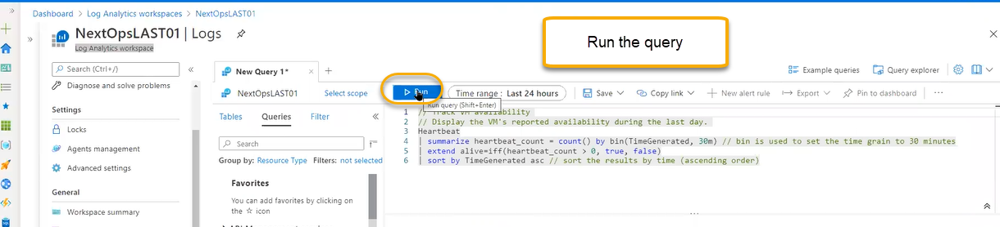 Dashboard > Log Analytics workspaces > NextOpsLAST01
NextOpsLAST01 | Logs
Log Analytics workspace
Run the query
Search (Ctrl+/)
Diagnose and solve problems
Settings
Locks
Agents management
Advanced settings
General
Workspace summary
New Query 1*
Example queries
Query explorer
NextOpsLAST01
Select scope
Run
Time range : Last 24 hours
Save
Copy link
New alert rule
Export
Pin to dashboard
Run query (Shift+Enter)
Tables
Queries
Filter
Search
Group by: Resource Type Filters: not selected
Favorites
You can add favorites by clicking on
the ☆ icon
1 // Track VM availability
2 // Display the VM's reported availability during the last day.
3 Heartbeat
4 | summarize heartbeat_count = count() by bin(TimeGenerated, 30m) // bin is used to set the time grain to 30 minutes
5 | extend alive=iff(heartbeat_count > 0, true, false)
6 | sort by TimeGenerated asc // sort the results by time (ascending order)